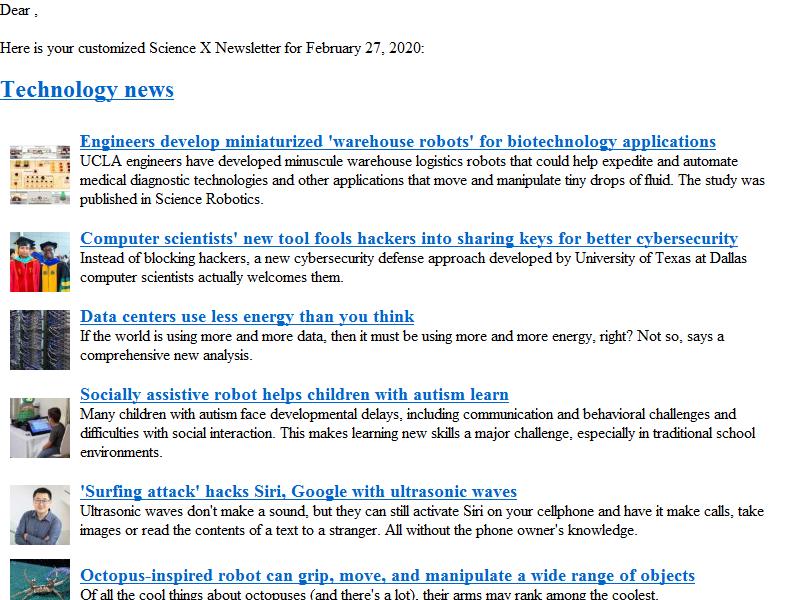 Dear ,
Here is your customized Science X Newsletter for February 27, 2020:
Technology news
Engineers develop miniaturized 'warehouse robots' for biotechnology applications
UCLA engineers have developed minuscule warehouse logistics robots that could help expedite and automate
medical diagnostic technologies and other applications that move and manipulate tiny drops of fluid. The study was
published in Science Robotics.
Computer scientists' new tool fools hackers into sharing keys for better cybersecurity
Instead of blocking hackers, a new cybersecurity defense approach developed by University of Texas at Dallas
computer scientists actually welcomes them.
Data centers use less energy than you think
If the world is using more and more data, then it must be using more and more energy, right? Not so, says a
comprehensive new analysis.
Socially assistive robot helps children with autism learn
Many children with autism face developmental delays, including communication and behavioral challenges and
difficulties with social interaction. This makes learning new skills a major challenge, especially in traditional school
environments.
'Surfing attack' hacks Siri, Google with ultrasonic waves
Ultrasonic waves don't make a sound, but they can still activate Siri on your cellphone and have it make calls, take
images or read the contents of a text to a stranger. All without the phone owner's knowledge.
Octopus-inspired robot can grip, move, and manipulate a wide range of objects
Of all the cool things about octopuses (and there's a lot), their arms may rank among the coolest.